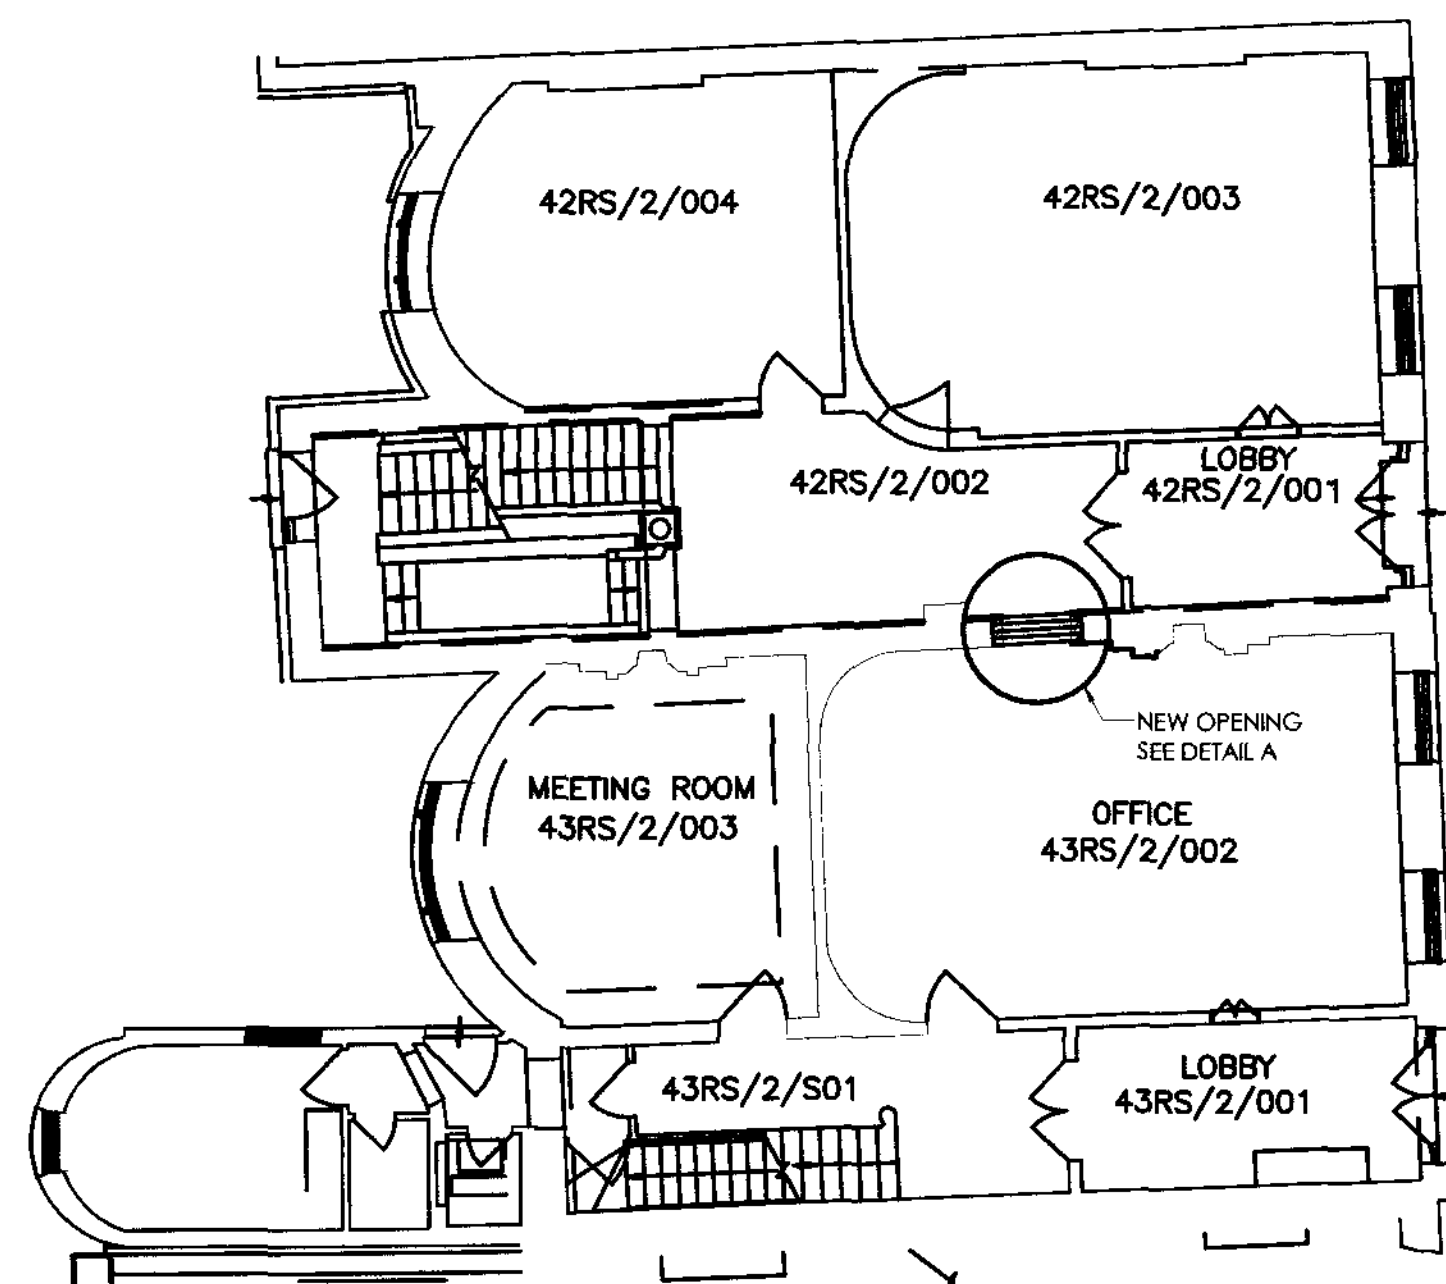 42RS/2/004
42RS/2/003
LOBBY
42RS/2/001
42RS/2/002
NEW OPENING
SEE DETAIL A
MEETING ROOM
43RS/2/003
OFFICE
43RS/2/002
43RS/2/S01
LOBBY
43RS/2/001